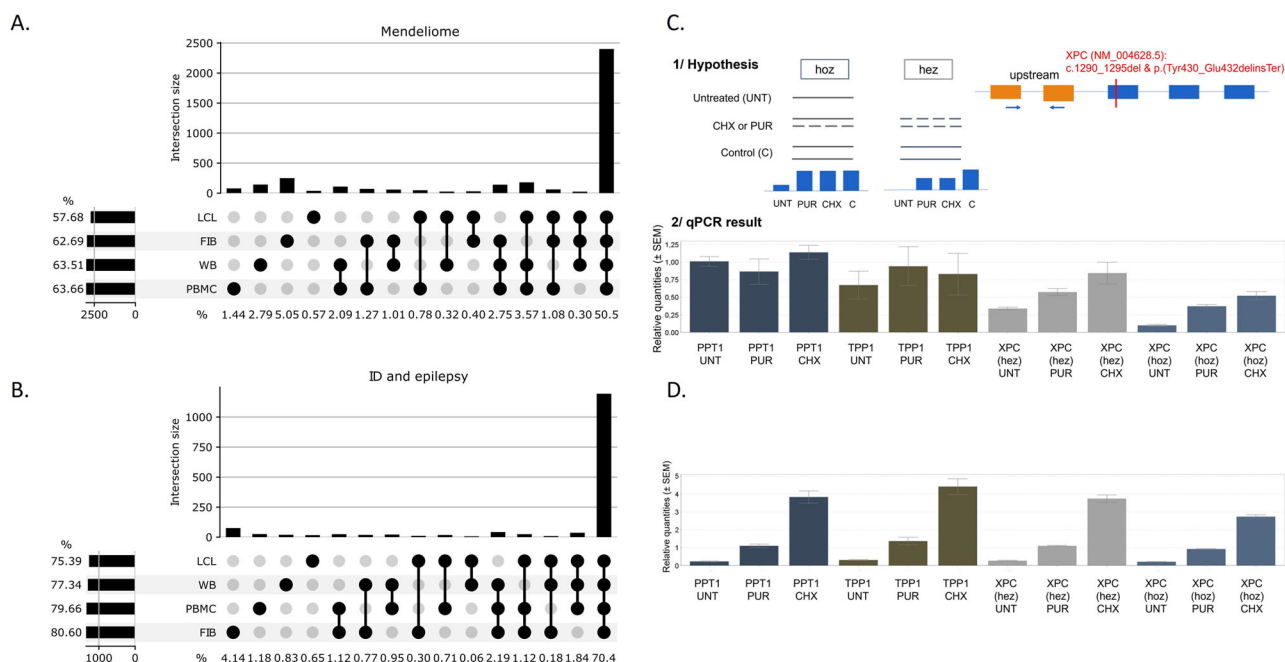 A.
Mendeliome
Intersection size
2500
2000
1500
1000
500
0
%
57.68 LCL
62.69 FIB
63.51 WB
63.66 PBMC
2500 0
% 1.44 2.79 5.05 0.57 2.09 1.27 1.01 0.78 0.32 0.40 2.75 3.57 1.08 0.30 50.5
B.
ID and epilepsy
Intersection size
1000
750
500
250
0
%
75.39 LCL
77.34 WB
79.66 PBMC
80.60 FIB
1000 0
% 4.14 1.18 0.83 0.65 1.12 0.77 0.95 0.30 0.71 0.06 2.19 1.12 0.18 1.84 70.4
C.
1/ Hypothesis
hoz hez
Untreated (UNT)
CHX or PUR
Control (C)
UNT PUR CHX C
UNT PUR CHX C
XPC (NM_004628.5):
c.1290_1295del & p.(Tyr430_Glu432delinsTer)
upstream
2/ qPCR result
Relative quantities (± SEM)
1,25
1,00
0,75
0,50
0,25
0,00
PPT1 PPT1 PPT1 TPP1 TPP1 TPP1 XPC XPC XPC XPC XPC XPC
UNT PUR CHX UNT PUR CHX (hez) (hez) (hez) (hoz) (hoz) (hoz)
UNT PUR CHX UNT PUR CHX
D.
Relative quantities (± SEM)
5
4
3
2
1
0
PPT1 PPT1 PPT1 TPP1 TPP1 TPP1 XPC XPC XPC XPC XPC XPC
UNT PUR CHX UNT PUR CHX (hez) (hez) (hez) (hoz) (hoz) (hoz)
UNT PUR CHX UNT PUR CHX